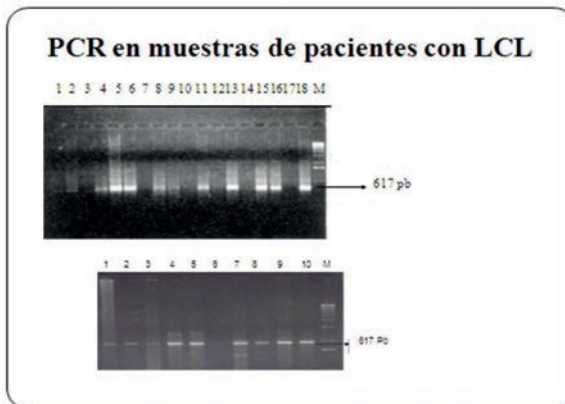 PCR en muestras de pacientes con LCL
1 2 3 4 5 6 7 8 9 10 11 12 13 14 15 16 17 18 M
617 pb
1 2 3 4 5 6 7 8 9 10 M
617 Pb